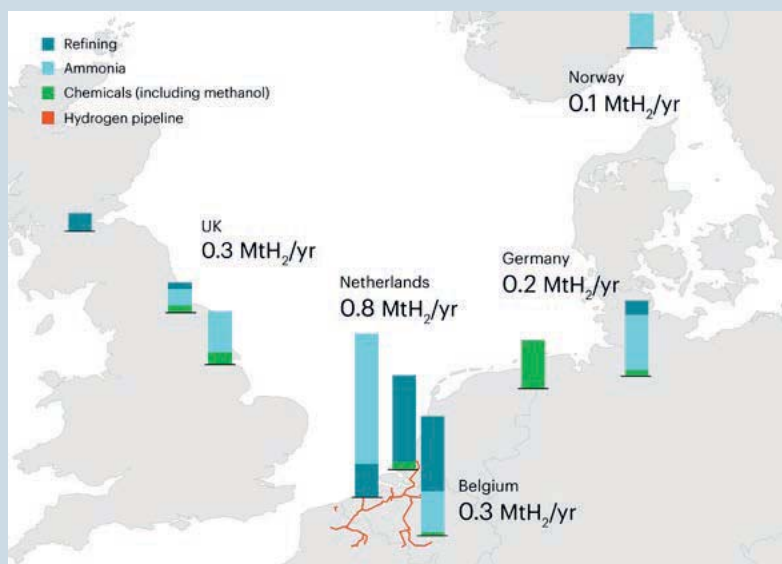 Refining
Ammonia
Chemicals (including methanol)
Hydrogen pipeline
Norway
0.1 MtH₂/yr
UK
0.3 MtH₂/yr
Netherlands
0.8 MtH₂/yr
Germany
0.2 MtH₂/yr
Belgium
0.3 MtH₂/yr